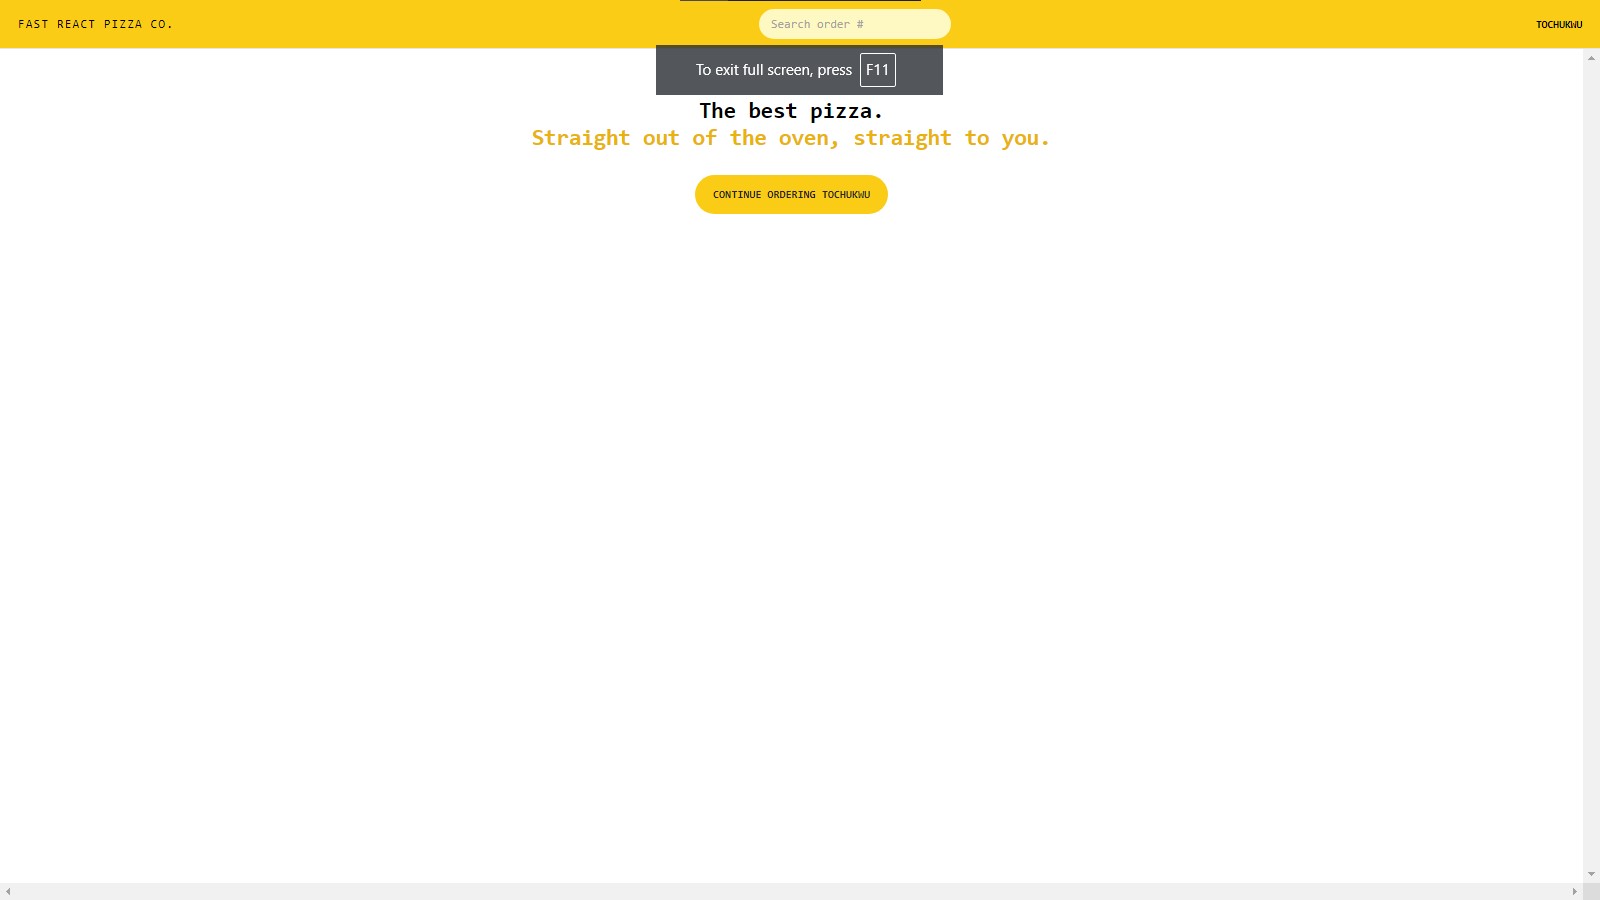 FAST REACT PIZZA CO.
Search order #
TOCHUKWU
To exit full screen, press F11
The best pizza.
Straight out of the oven, straight to you.
CONTINUE ORDERING TOCHUKWU